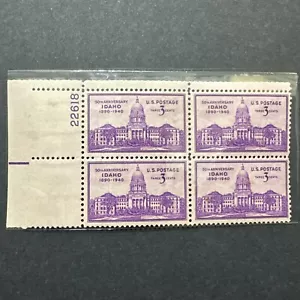 22618
50TH ANNIVERSARY
IDAHO
1890-1940
U.S. POSTAGE
3
THREE CENTS
50TH ANNIVERSARY
IDAHO
1890-1940
U.S. POSTAGE
3
THREE CENTS
50TH ANNIVERSARY
IDAHO
1890-1940
U.S. POSTAGE
3
THREE CENTS
50TH ANNIVERSARY
IDAHO
1890-1940
U.S. POSTAGE
3
THREE CENTS